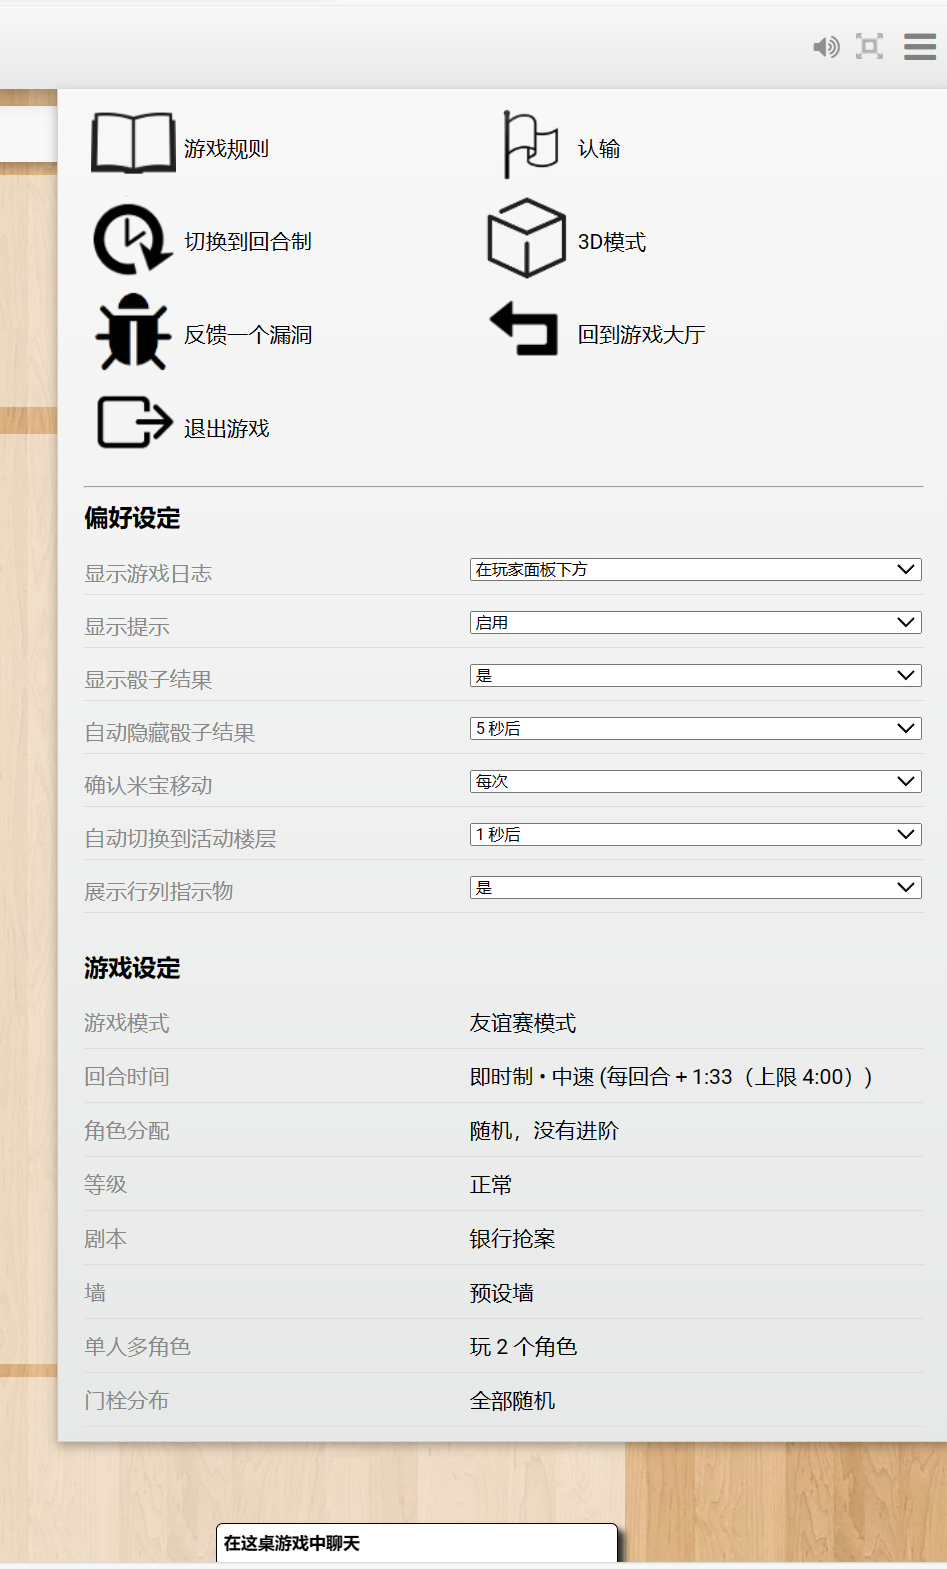 游戏规则
认输
切换到回合制
3D模式
反馈一个漏洞
回到游戏大厅
退出游戏
偏好设定
显示游戏日志
在玩家面板下方
显示提示
启用
显示骰子结果
是
自动隐藏骰子结果
5 秒后
确认米宝移动
每次
自动切换到活动楼层
1 秒后
展示行列指示物
是
游戏设定
游戏模式
友谊赛模式
回合时间
即时制 • 中速 (每回合 + 1:33（上限 4:00）)
角色分配
随机，没有进阶
等级
正常
剧本
银行抢案
墙
预设墙
单人多角色
玩 2 个角色
门栓分布
全部随机
在这桌游戏中聊天